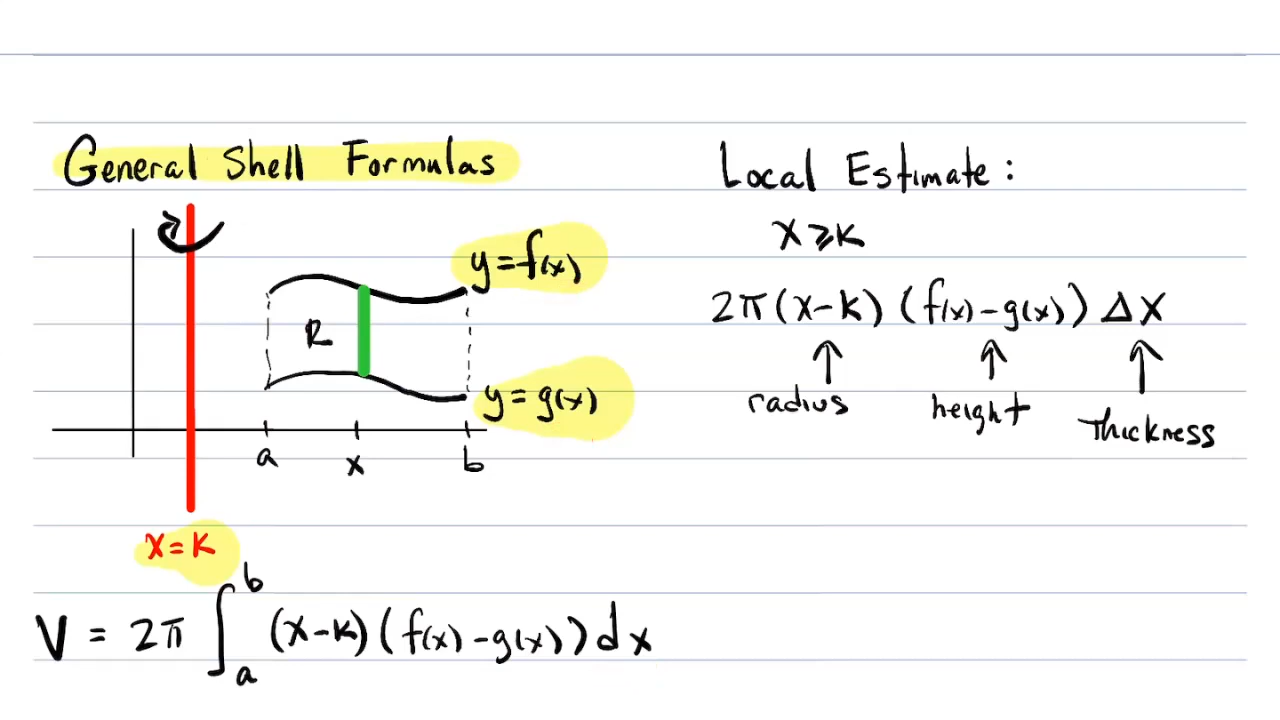 General Shell Formulas
y=f(x)
R
y=g(x)
a x b
x=k
V = 2π ∫_a^b (x-k)(f(x)-g(x))dx
Local Estimate:
x⩾k
2π(x-k)(f(x)-g(x))Δx
↑ ↑ ↑
radius height thickness